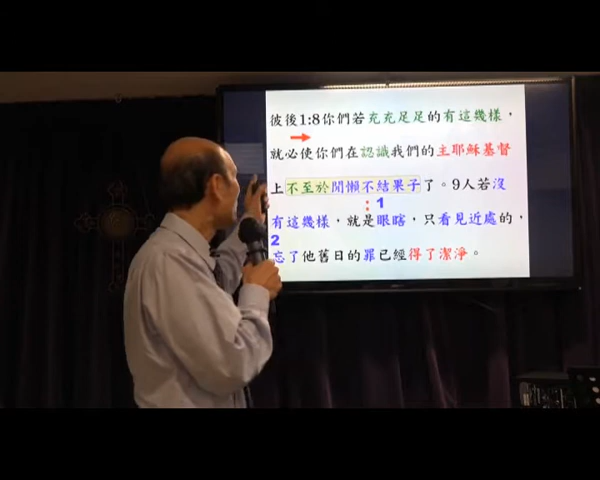 彼後1:8你們若充充足足的有這幾樣，
就必使你們在認識我們的主耶穌基督
上不至於閒懶不結果子了。9人若沒
1
有這幾樣，就是眼瞎，只看見近處的，
2
忘了他舊日的罪已經得了潔淨。